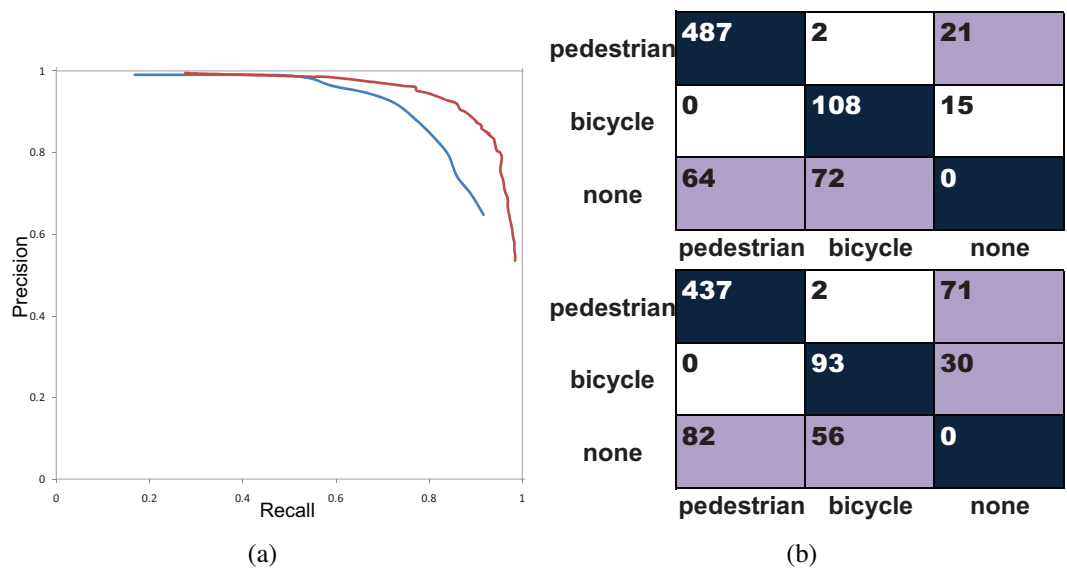 1
0.8
0.6
0.4
0.2
0
Precision
0 0.2 0.4 0.6 0.8 1
Recall
(a)
pedestrian 487 2 21
bicycle 0 108 15
none 64 72 0
pedestrian bicycle none
pedestrian 437 2 71
bicycle 0 93 30
none 82 56 0
pedestrian bicycle none
(b)